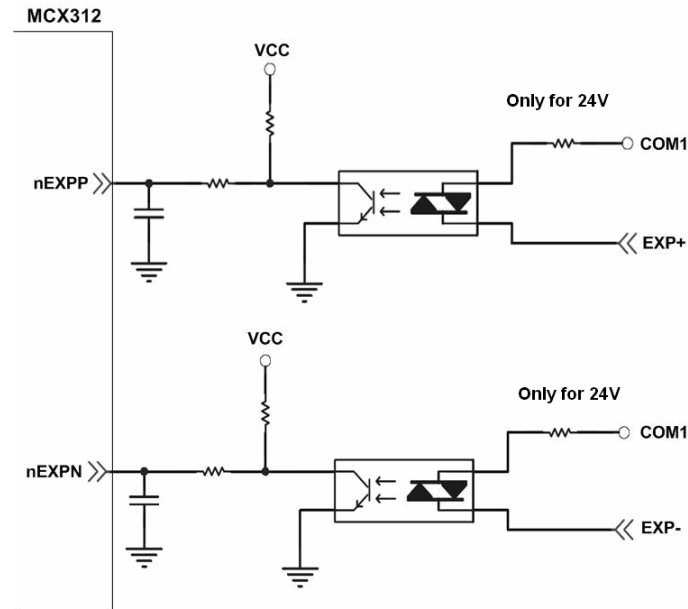 MCX312
VCC
Only for 24V
COM1
nEXPP
EXP+
VCC
Only for 24V
COM1
nEXPN
EXP-